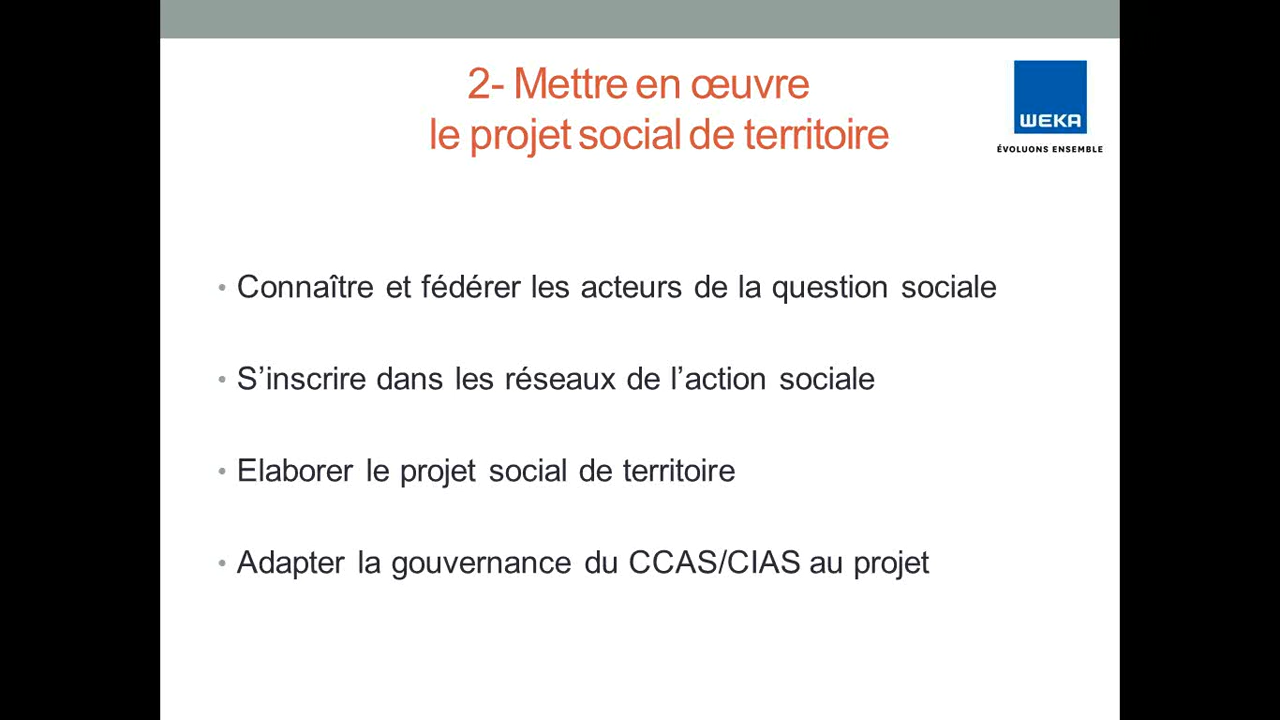 2- Mettre en œuvre
le projet social de territoire
WEKA
ÉVOLUONS ENSEMBLE
• Connaître et fédérer les acteurs de la question sociale
• S’inscrire dans les réseaux de l’action sociale
• Elaborer le projet social de territoire
• Adapter la gouvernance du CCAS/CIAS au projet